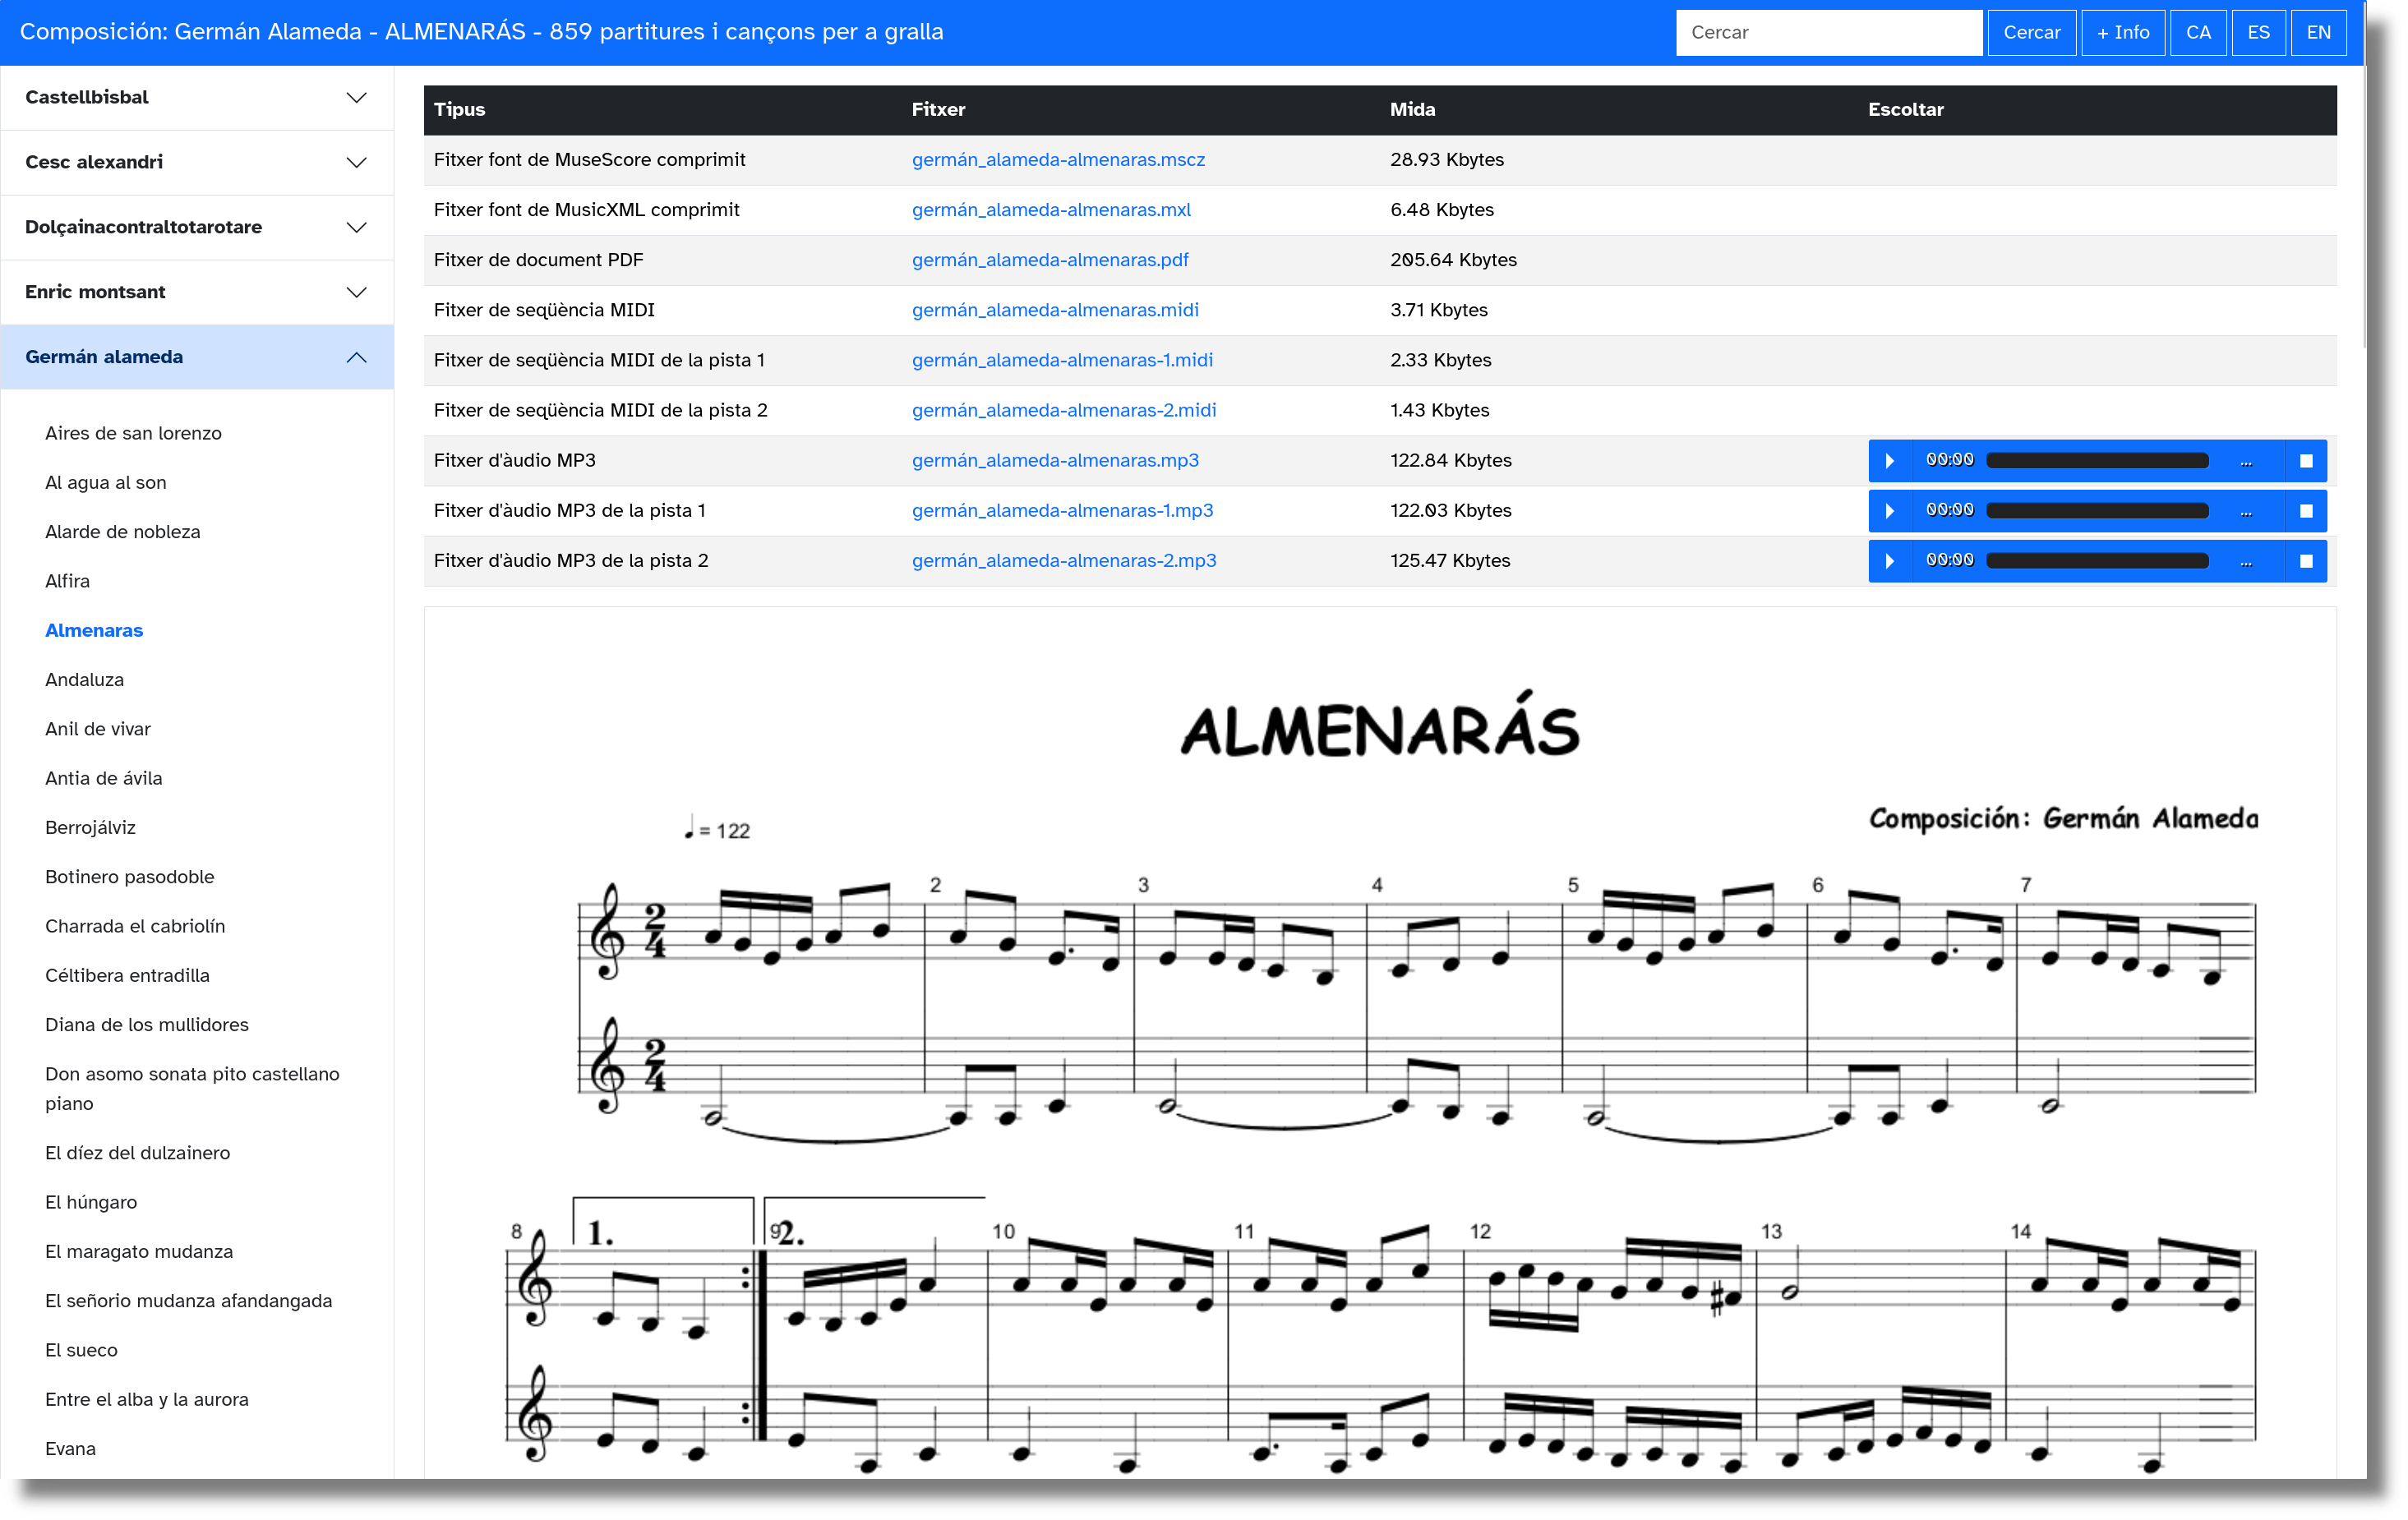 Composición: Germán Alameda - ALMENARÁS - 859 partitures i cançons per a gralla
Cercar
Cercar
+ Info
CA
ES
EN
Castellbisbal
Cesc alexandri
Dolçainacontraltotarotare
Enric montsant
Germán alameda
Aires de san lorenzo
Al agua al son
Alarde de nobleza
Alfira
Almenaras
Andaluza
Anil de vivar
Antia de ávila
Berrojálviz
Botinero pasodoble
Charrada el cabriolín
Céltibera entradilla
Diana de los mullidores
Don asomo sonata pito castellano
piano
El díez del dulzainero
El húngaro
El maragato mudanza
El señorio mudanza afandangada
El sueco
Entre el alba y la aurora
Evana
Tipus Fitxer Mida Escoltar
Fitxer font de MuseScore comprimit germán_alameda-almenaras.mscz 28.93 Kbytes
Fitxer font de MusicXML comprimit germán_alameda-almenaras.mxl 6.48 Kbytes
Fitxer de document PDF germán_alameda-almenaras.pdf 205.64 Kbytes
Fitxer de seqüència MIDI germán_alameda-almenaras.midi 3.71 Kbytes
Fitxer de seqüència MIDI de la pista 1 germán_alameda-almenaras-1.midi 2.33 Kbytes
Fitxer de seqüència MIDI de la pista 2 germán_alameda-almenaras-2.midi 1.43 Kbytes
Fitxer d'àudio MP3 germán_alameda-almenaras.mp3 122.84 Kbytes 00:00 ...
Fitxer d'àudio MP3 de la pista 1 germán_alameda-almenaras-1.mp3 122.03 Kbytes 00:00 ...
Fitxer d'àudio MP3 de la pista 2 germán_alameda-almenaras-2.mp3 125.47 Kbytes 00:00 ...
ALMENARÁS
Composición: Germán Alameda
= 122
2 3 4 5 6 7
2
4
2
4
8 1. 9 2. 10 11 12 13 14